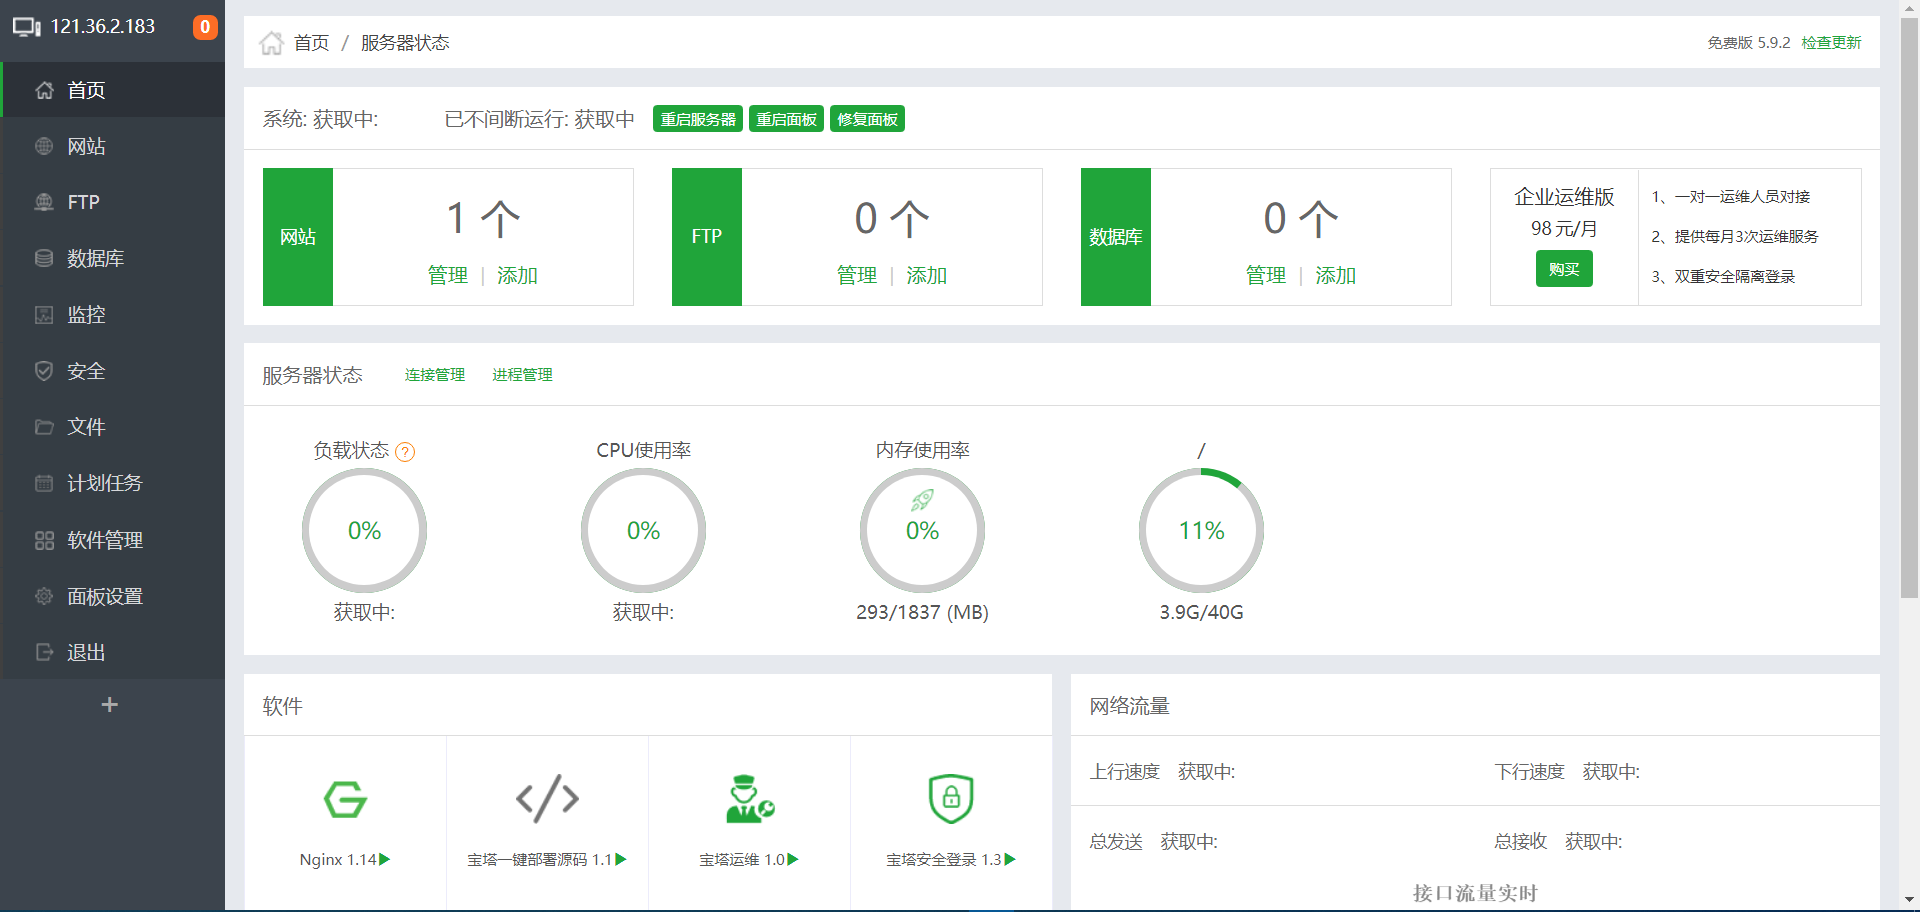 121.36.2.183 0
首页
网站
FTP
数据库
监控
安全
文件
计划任务
软件管理
面板设置
退出
+
首页 / 服务器状态 免费版 5.9.2 检查更新
系统: 获取中: 已不间断运行: 获取中 重启服务器 重启面板 修复面板
网站
1 个
管理 | 添加
FTP
0 个
管理 | 添加
数据库
0 个
管理 | 添加
企业运维版
98 元/月
购买
1、一对一运维人员对接
2、提供每月3次运维服务
3、双重安全隔离登录
服务器状态 连接管理 进程管理
负载状态 ?
0%
获取中:
CPU使用率
0%
获取中:
内存使用率
0%
293/1837 (MB)
/
11%
3.9G/40G
软件
Nginx 1.14
宝塔一键部署源码 1.1
宝塔运维 1.0
宝塔安全登录 1.3
网络流量
上行速度 获取中:
下行速度 获取中:
总发送 获取中:
总接收 获取中:
接口流量实时